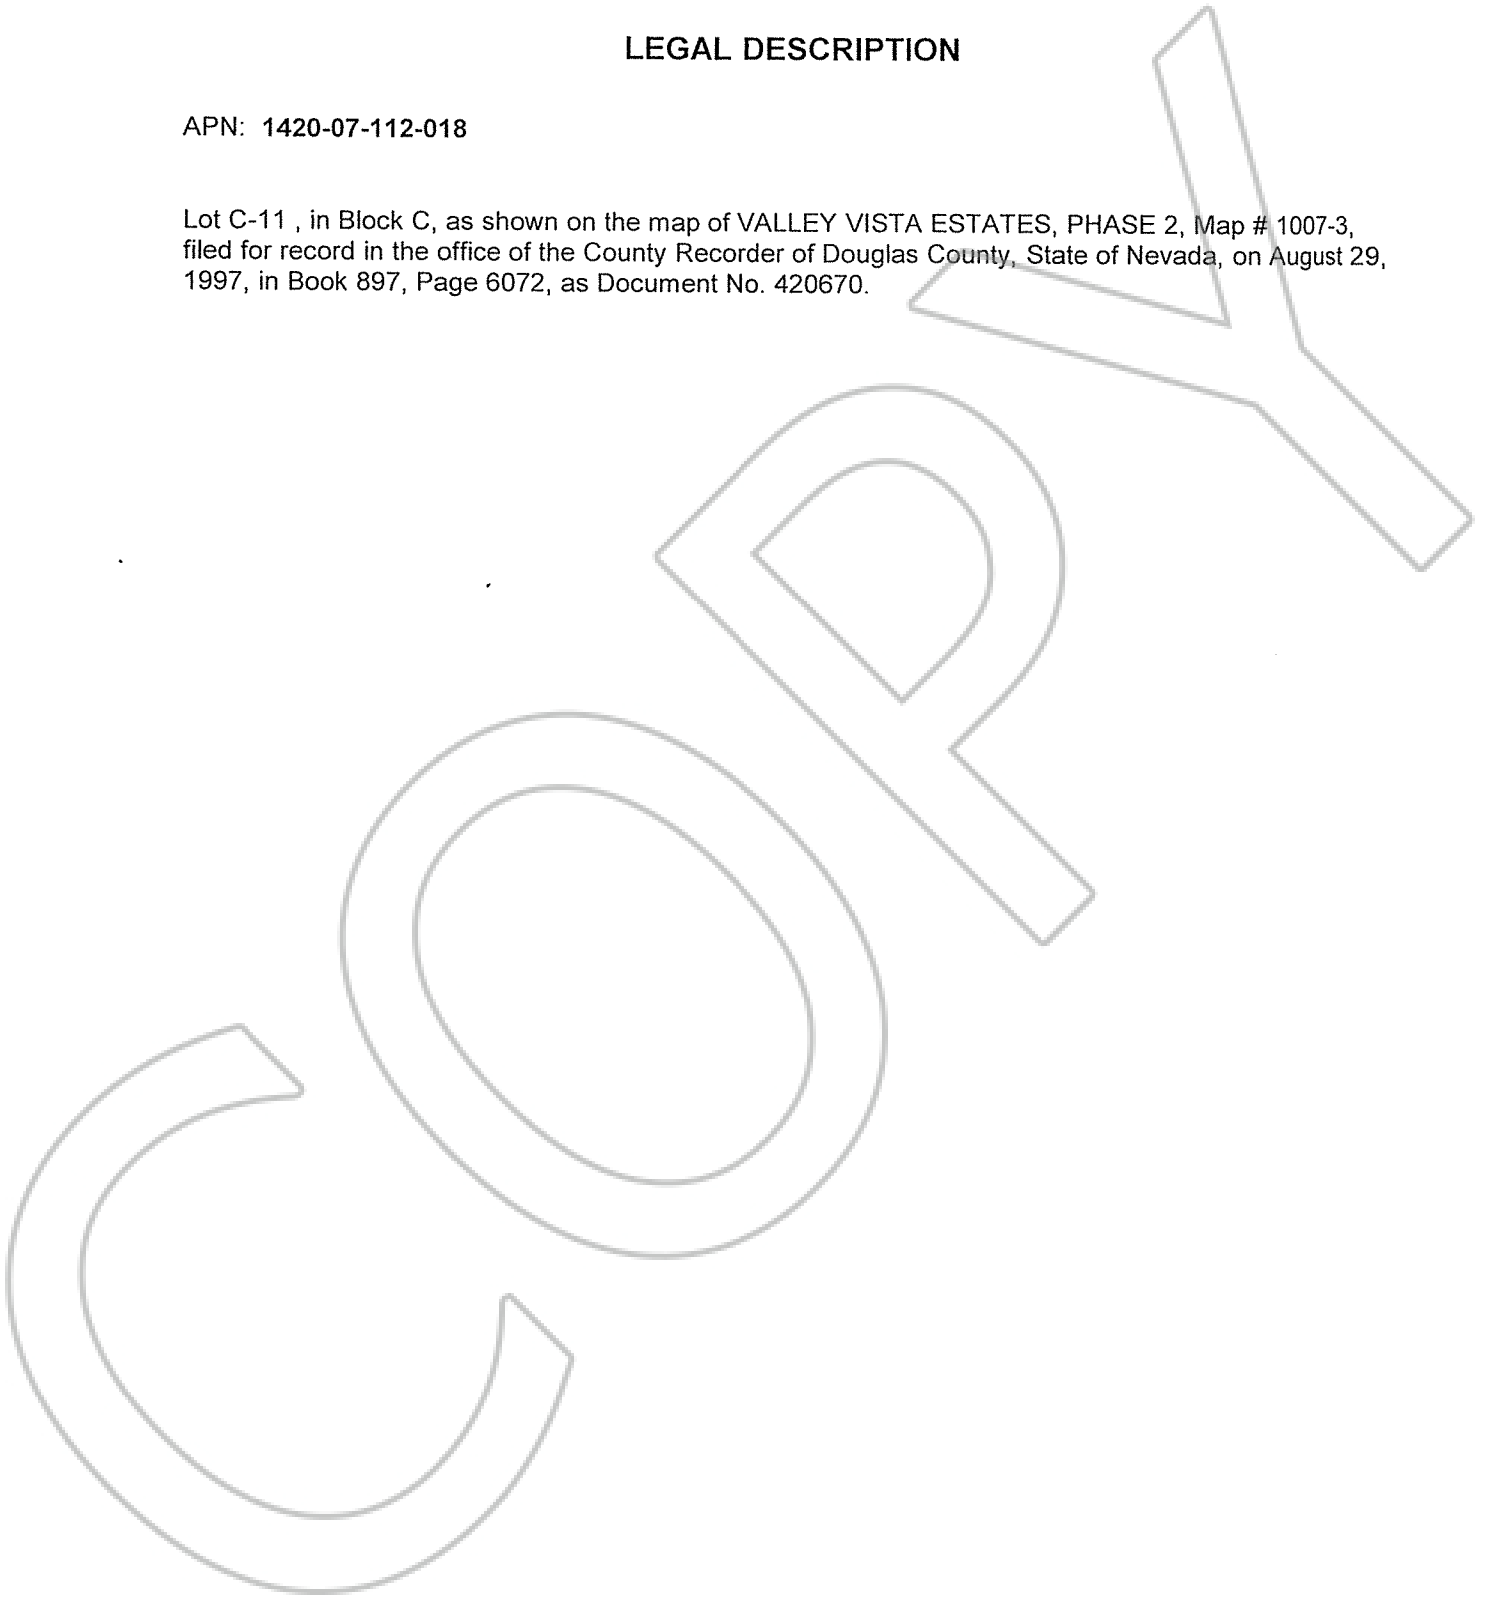 LEGAL DESCRIPTION
APN: 1420-07-112-018
Lot C-11 , in Block C, as shown on the map of VALLEY VISTA ESTATES, PHASE 2, Map # 1007-3,
filed for record in the office of the County Recorder of Douglas County, State of Nevada, on August 29,
1997, in Book 897, Page 6072, as Document No. 420670.
COPY